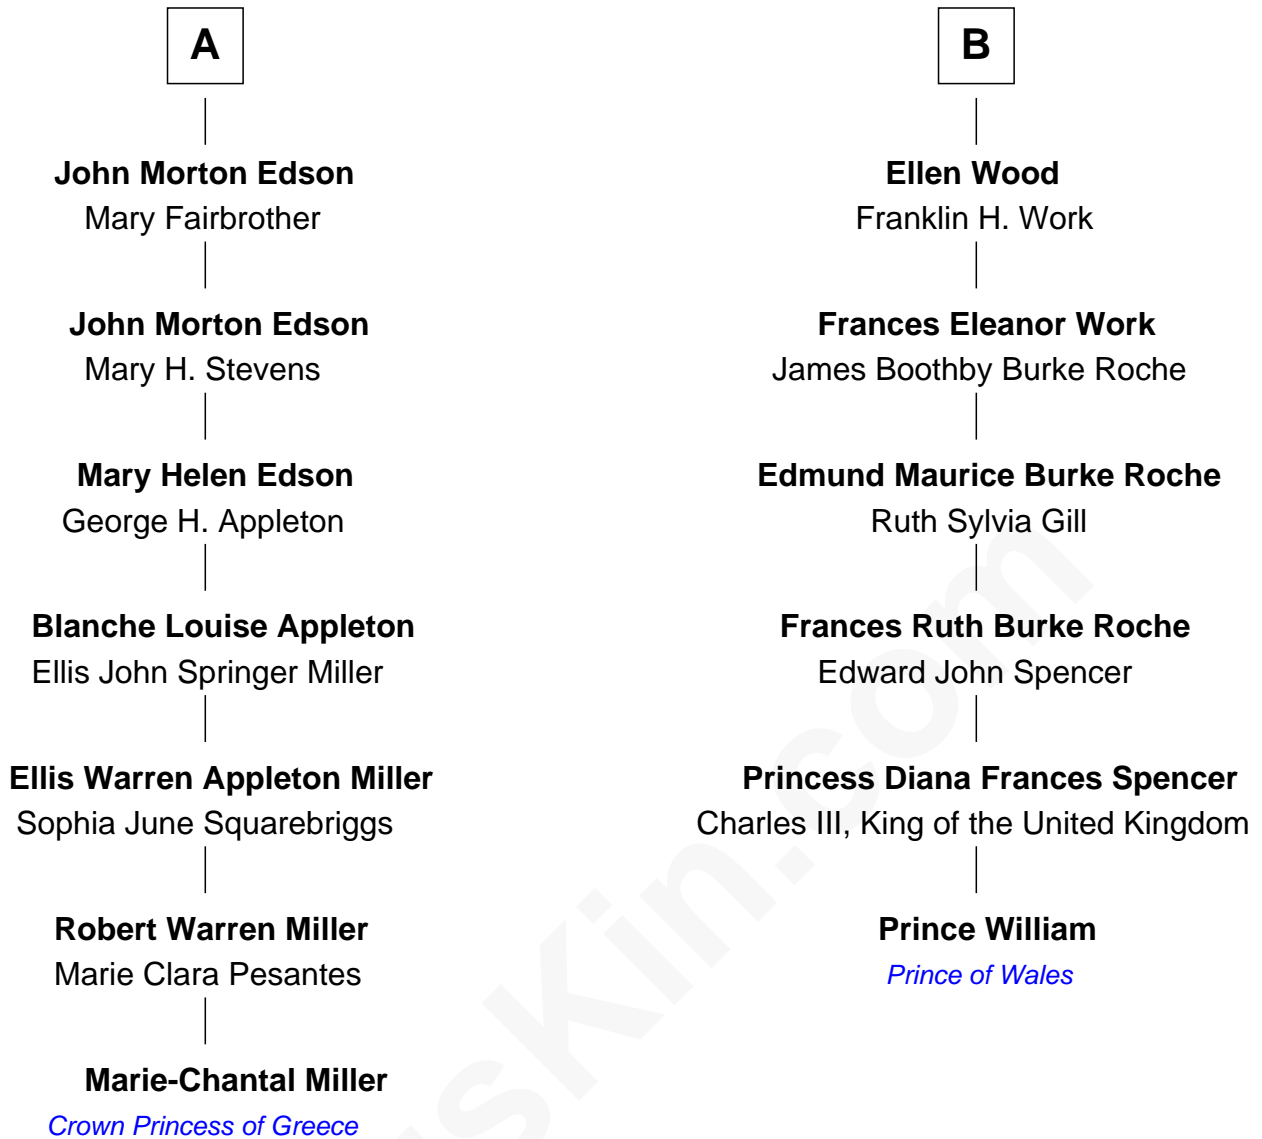 A
John Morton Edson
Mary Fairbrother
John Morton Edson
Mary H. Stevens
Mary Helen Edson
George H. Appleton
Blanche Louise Appleton
Ellis John Springer Miller
Ellis Warren Appleton Miller
Sophia June Squarebriggs
Robert Warren Miller
Marie Clara Pesantes
Marie-Chantal Miller
Crown Princess of Greece
B
Ellen Wood
Franklin H. Work
Frances Eleanor Work
James Boothby Burke Roche
Edmund Maurice Burke Roche
Ruth Sylvia Gill
Frances Ruth Burke Roche
Edward John Spencer
Princess Diana Frances Spencer
Charles III, King of the United Kingdom
Prince William
Prince of Wales